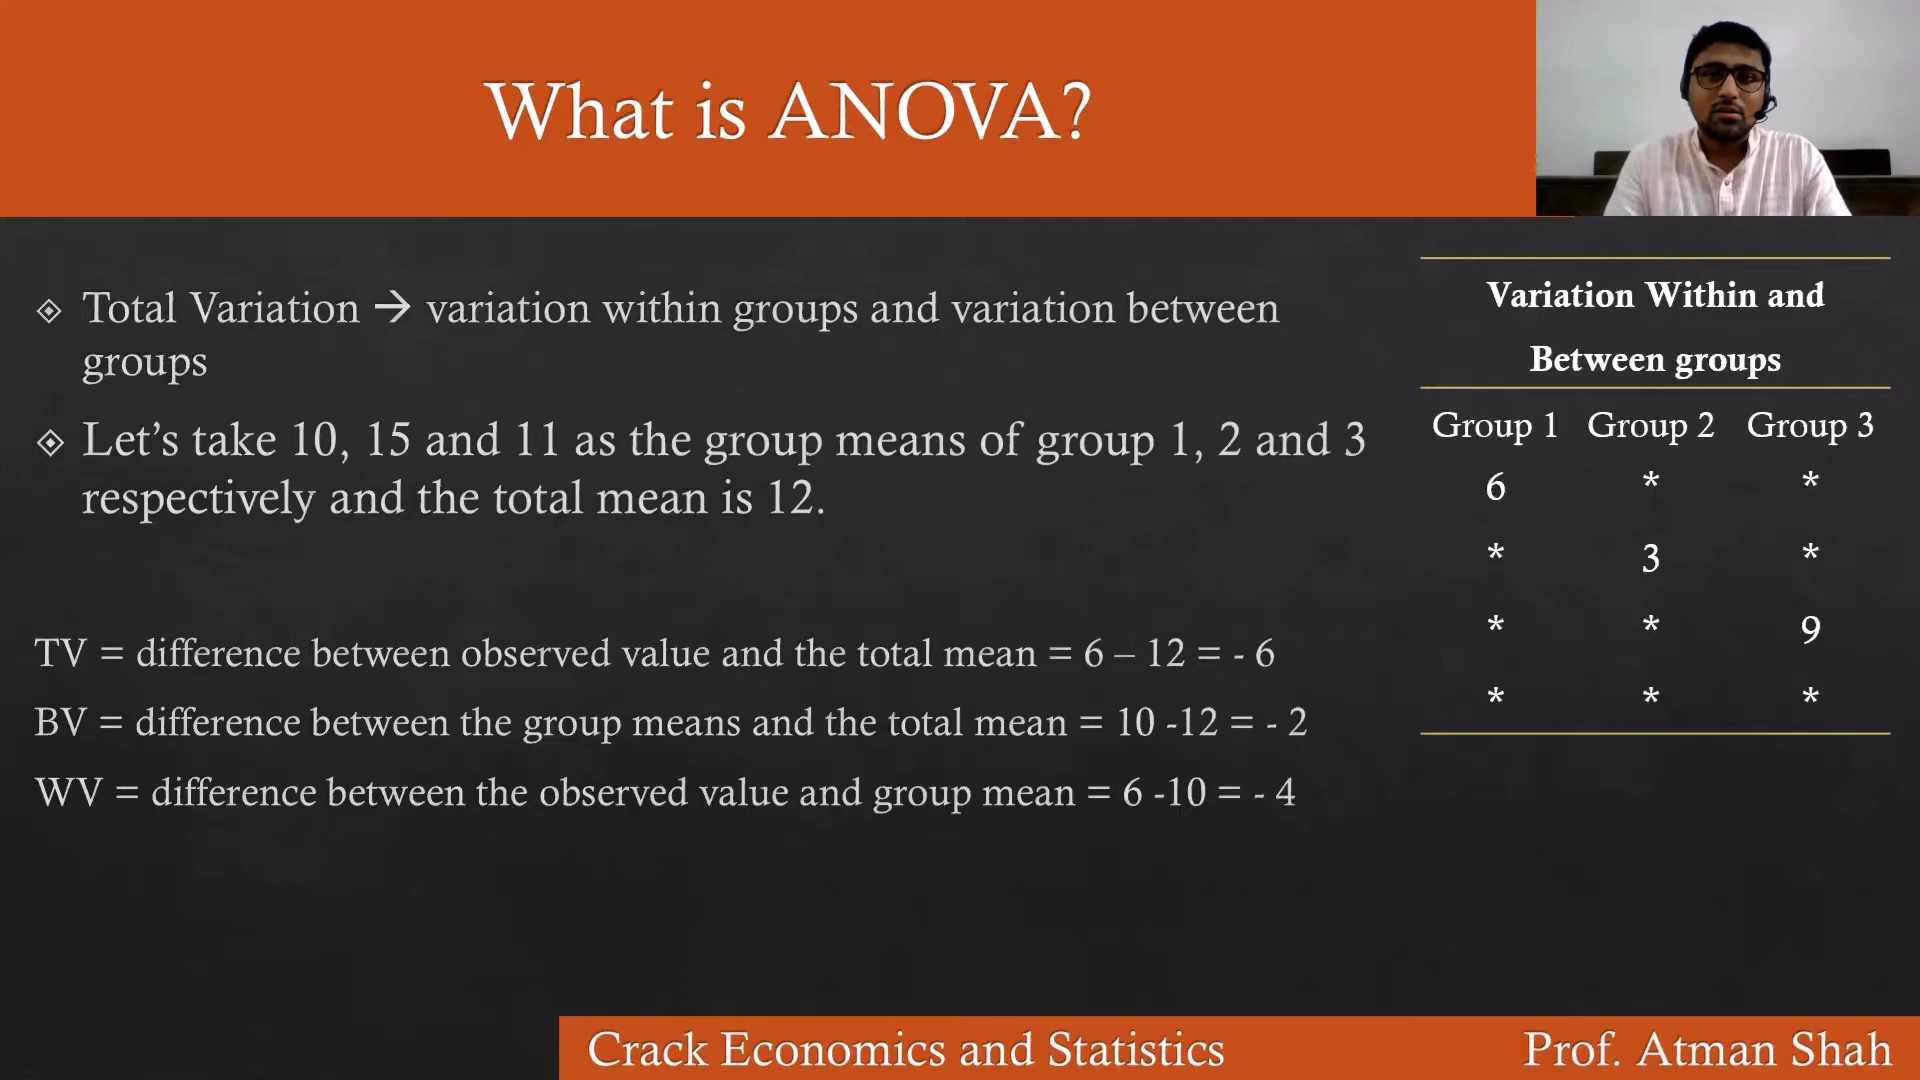 What is ANOVA?
Total Variation → variation within groups and variation between
groups
Let’s take 10, 15 and 11 as the group means of group 1, 2 and 3
respectively and the total mean is 12.
TV = difference between observed value and the total mean = 6 – 12 = - 6
BV = difference between the group means and the total mean = 10 -12 = - 2
WV = difference between the observed value and group mean = 6 -10 = - 4
Variation Within and
Between groups
Group 1 Group 2 Group 3
6 * *
* 3 *
* * 9
* * *
Crack Economics and Statistics Prof. Atman Shah